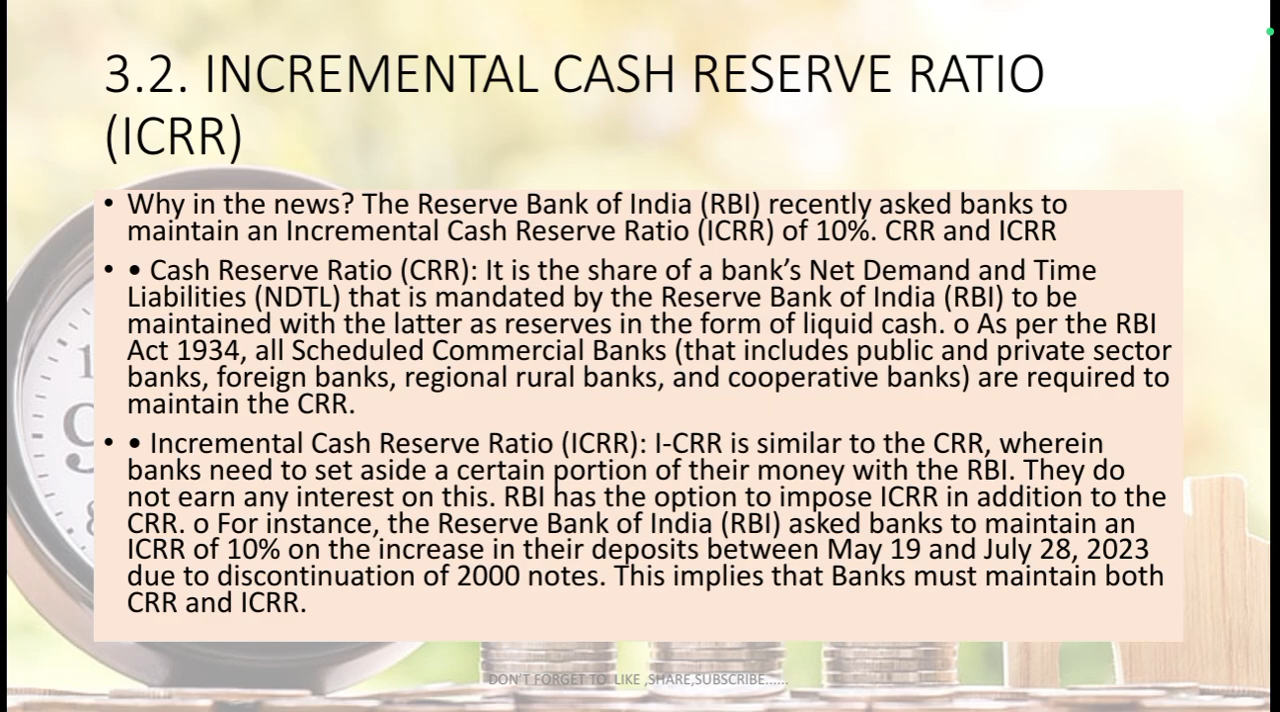 3.2. INCREMENTAL CASH RESERVE RATIO
(ICRR)
• Why in the news? The Reserve Bank of India (RBI) recently asked banks to
maintain an Incremental Cash Reserve Ratio (ICRR) of 10%. CRR and ICRR
• • Cash Reserve Ratio (CRR): It is the share of a bank’s Net Demand and Time
Liabilities (NDTL) that is mandated by the Reserve Bank of India (RBI) to be
maintained with the latter as reserves in the form of liquid cash. o As per the RBI
Act 1934, all Scheduled Commercial Banks (that includes public and private sector
banks, foreign banks, regional rural banks, and cooperative banks) are required to
maintain the CRR.
• • Incremental Cash Reserve Ratio (ICRR): I-CRR is similar to the CRR, wherein
banks need to set aside a certain portion of their money with the RBI. They do
not earn any interest on this. RBI has the option to impose ICRR in addition to the
CRR. o For instance, the Reserve Bank of India (RBI) asked banks to maintain an
ICRR of 10% on the increase in their deposits between May 19 and July 28, 2023
due to discontinuation of 2000 notes. This implies that Banks must maintain both
CRR and ICRR.
DON'T FORGET TO LIKE ,SHARE,SUBSCRIBE......